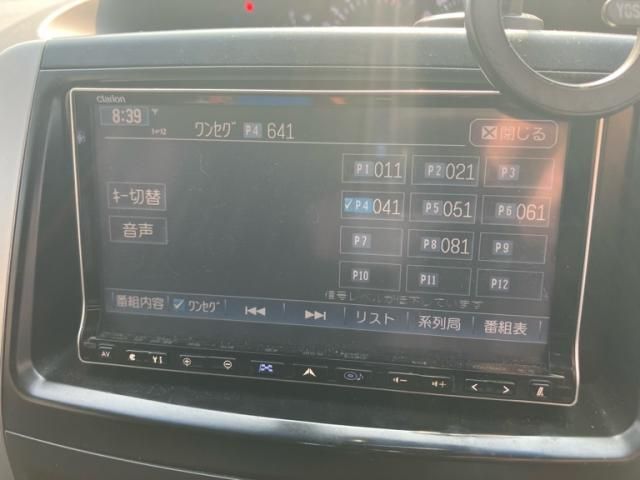 Clarion
8:39
1⇔12
ワンセグ P4 641
閉じる
P1 011 P2 021 P3
キー切替
P4 041 P5 051 P6 061
音声
P7 P8 081 P9
P10 P11 P12
信号レベルが低下しています
番組内容 ワンセグ リスト 系列局 番組表
AV